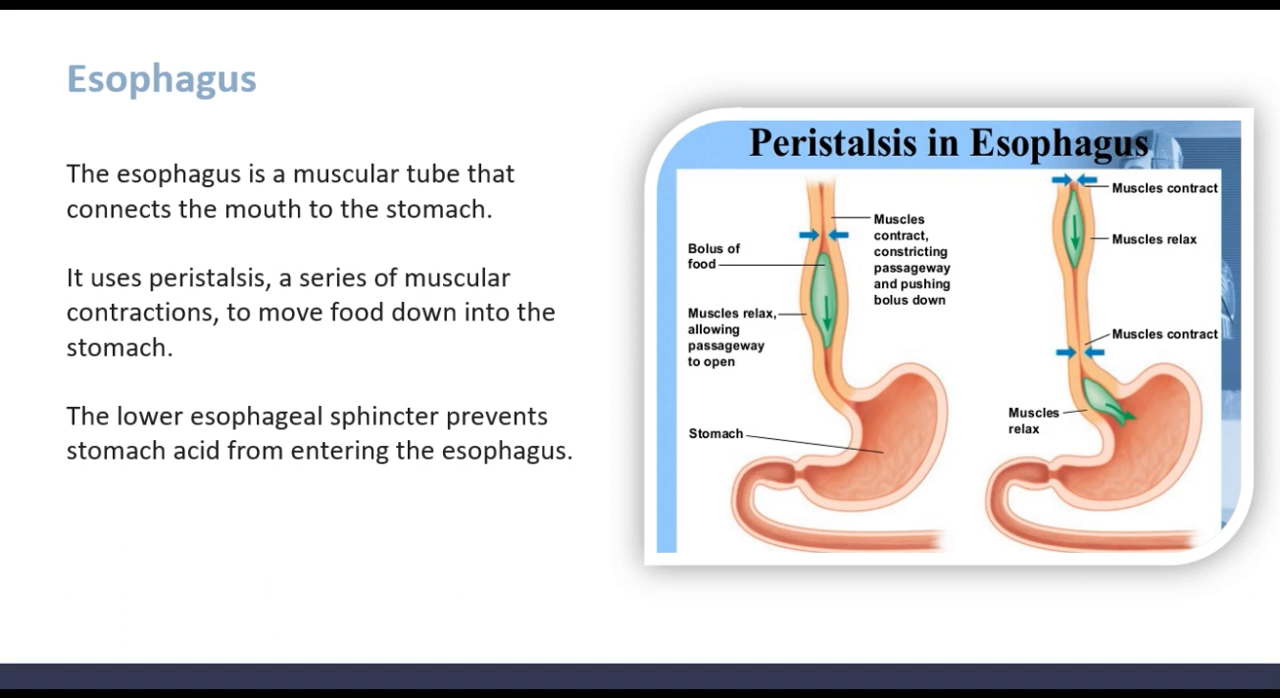 Esophagus
The esophagus is a muscular tube that
connects the mouth to the stomach.
It uses peristalsis, a series of muscular
contractions, to move food down into the
stomach.
The lower esophageal sphincter prevents
stomach acid from entering the esophagus.
Peristalsis in Esophagus
Bolus of
food
Muscles relax,
allowing
passageway
to open
Stomach
Muscles
contract,
constricting
passageway
and pushing
bolus down
Muscles contract
Muscles relax
Muscles contract
Muscles
relax